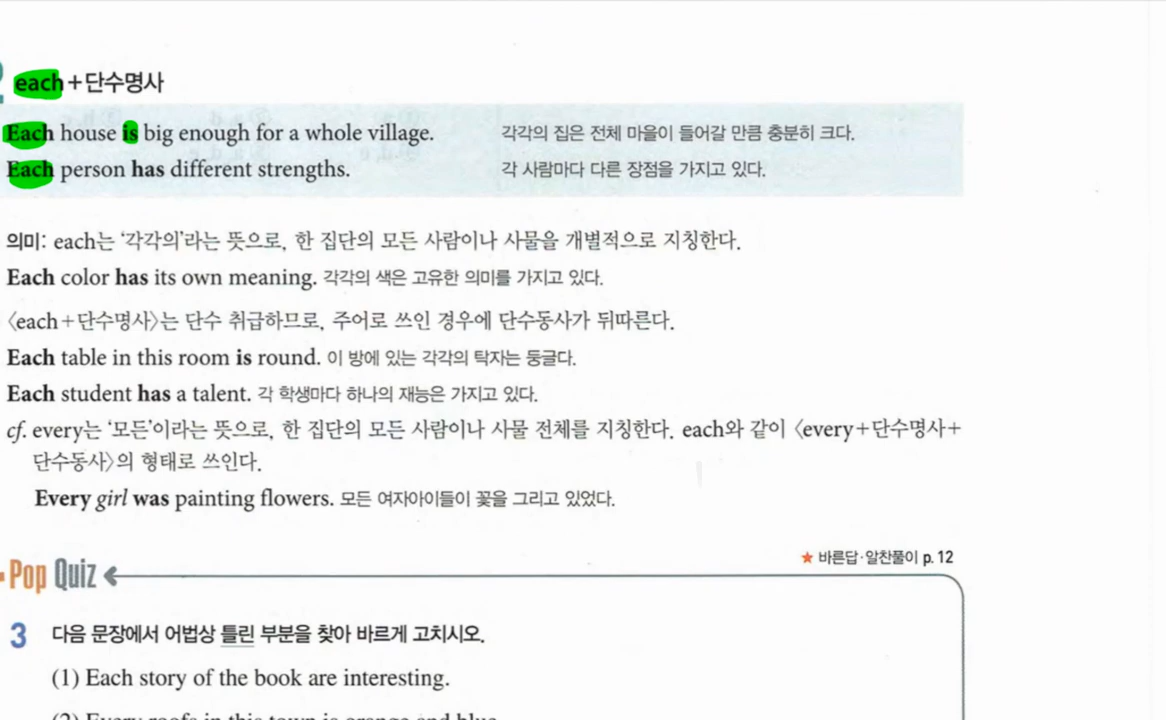 each+단수명사
Each house is big enough for a whole village. 각각의 집은 전체 마을이 들어갈 만큼 충분히 크다.
Each person has different strengths. 각 사람마다 다른 장점을 가지고 있다.
의미: each는 ‘각각의’라는 뜻으로, 한 집단의 모든 사람이나 사물을 개별적으로 지칭한다.
Each color has its own meaning. 각각의 색은 고유한 의미를 가지고 있다.
〈each+단수명사〉는 단수 취급하므로, 주어로 쓰인 경우에 단수동사가 뒤따른다.
Each table in this room is round. 이 방에 있는 각각의 탁자는 둥글다.
Each student has a talent. 각 학생마다 하나의 재능은 가지고 있다.
cf. every는 ‘모든’이라는 뜻으로, 한 집단의 모든 사람이나 사물 전체를 지칭한다. each와 같이 〈every+단수명사+
단수동사〉의 형태로 쓰인다.
Every girl was painting flowers. 모든 여자아이들이 꽃을 그리고 있었다.
★ 바른답·알찬풀이 p. 12
Pop Quiz
3 다음 문장에서 어법상 틀린 부분을 찾아 바르게 고치시오.
(1) Each story of the book are interesting.
(2) Every roofs in this town is orange and blue.